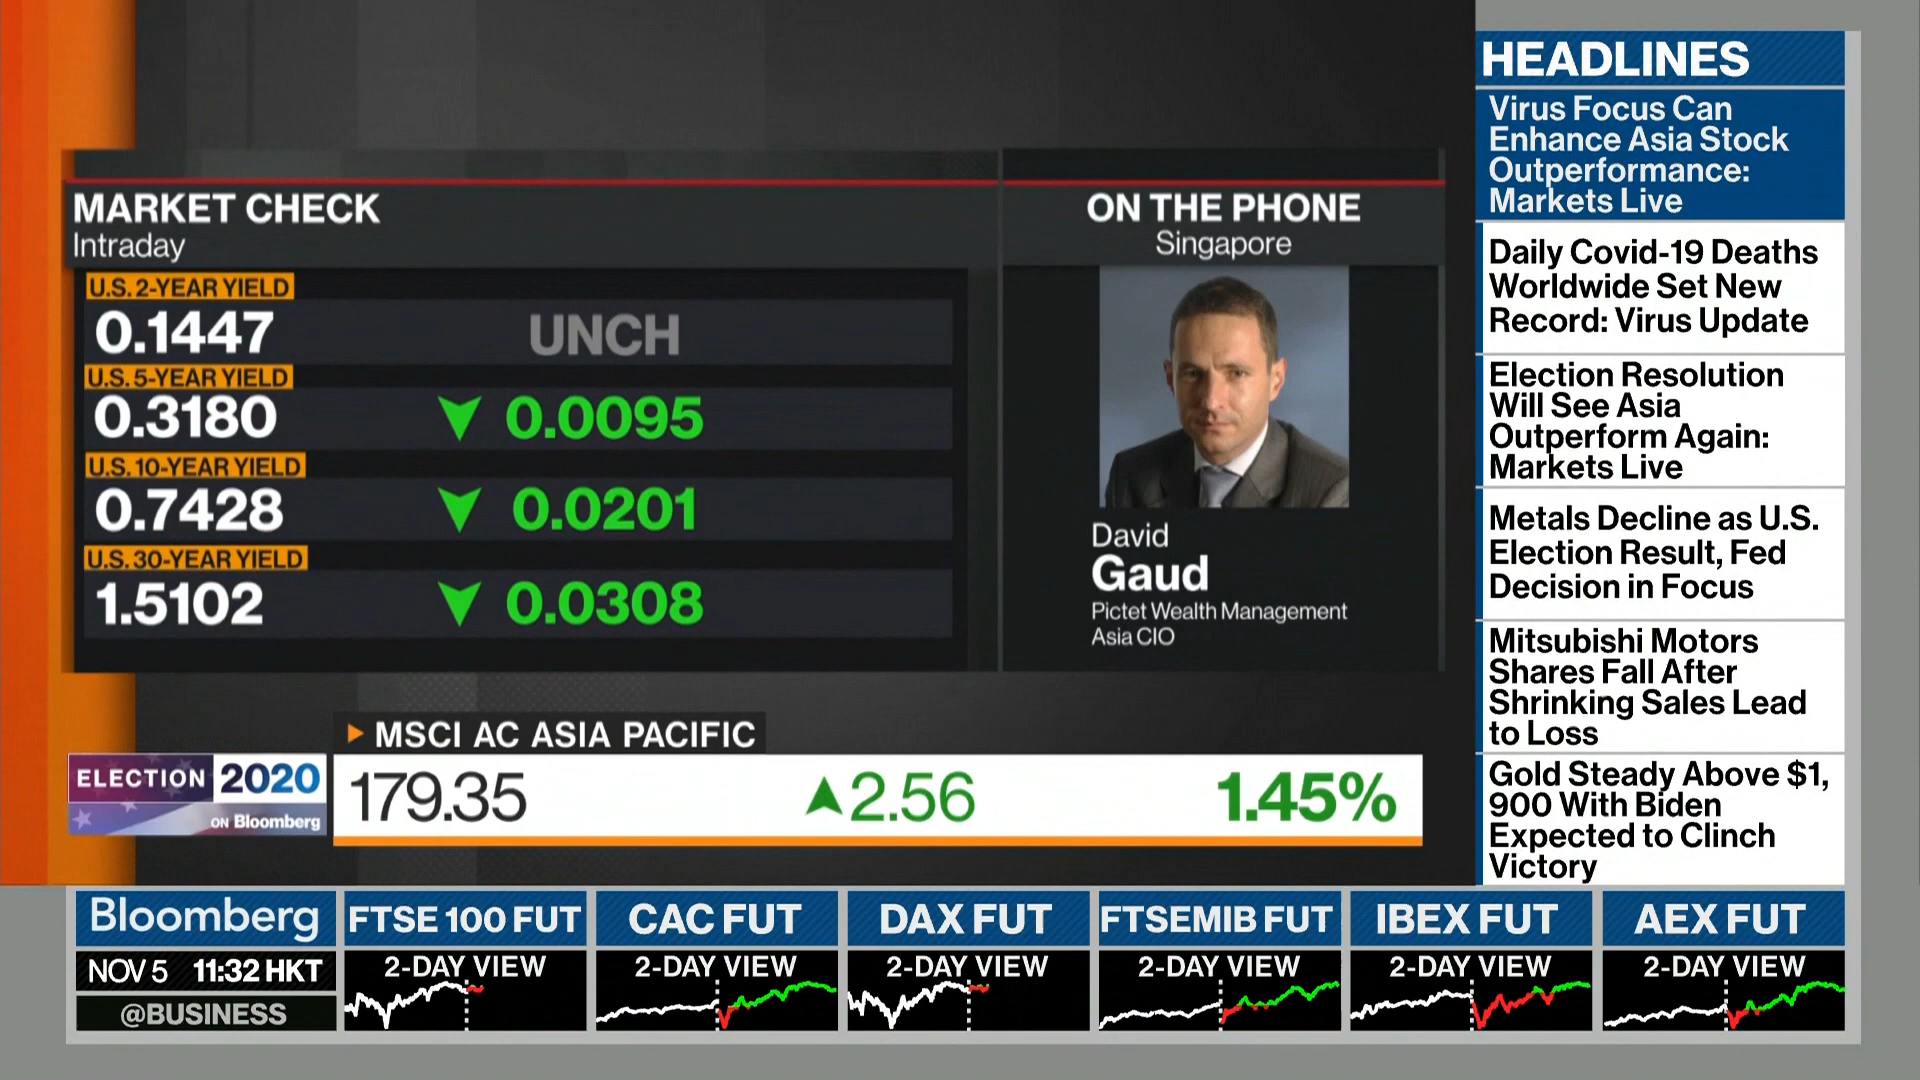 MARKET CHECK
Intraday
U.S. 2-YEAR YIELD
0.1447 UNCH
U.S. 5-YEAR YIELD
0.3180 ▼ 0.0095
U.S. 10-YEAR YIELD
0.7428 ▼ 0.0201
U.S. 30-YEAR YIELD
1.5102 ▼ 0.0308
ON THE PHONE
Singapore
David
Gaud
Pictet Wealth Management
Asia CIO
HEADLINES
Virus Focus Can
Enhance Asia Stock
Outperformance:
Markets Live
Daily Covid-19 Deaths
Worldwide Set New
Record: Virus Update
Election Resolution
Will See Asia
Outperform Again:
Markets Live
Metals Decline as U.S.
Election Result, Fed
Decision in Focus
Mitsubishi Motors
Shares Fall After
Shrinking Sales Lead
to Loss
Gold Steady Above $1,
900 With Biden
Expected to Clinch
Victory
MSCI AC ASIA PACIFIC
179.35 ▲2.56 1.45%
ELECTION 2020
ON Bloomberg
Bloomberg
NOV 5 11:32 HKT
@BUSINESS
FTSE 100 FUT
2-DAY VIEW
CAC FUT
2-DAY VIEW
DAX FUT
2-DAY VIEW
FTSEMIB FUT
2-DAY VIEW
IBEX FUT
2-DAY VIEW
AEX FUT
2-DAY VIEW